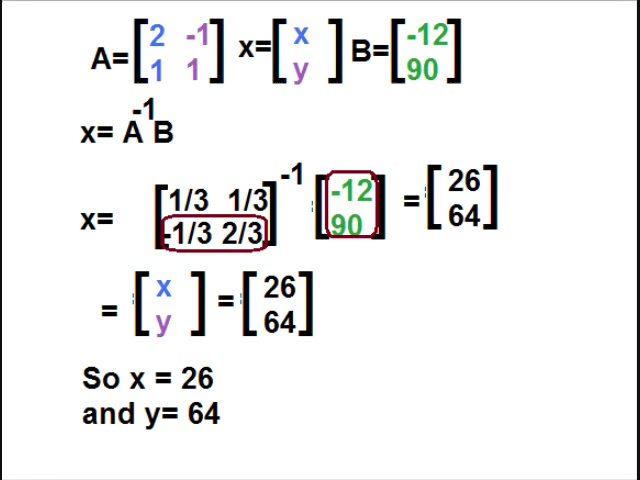 A= [2 -1 1 1] x= [x y] B= [-12 90]
x= A^-1 B
x= [1/3 1/3 -1/3 2/3]^-1 [-12 90] = [26 64]
= [x y] = [26 64]
So x = 26
and y= 64